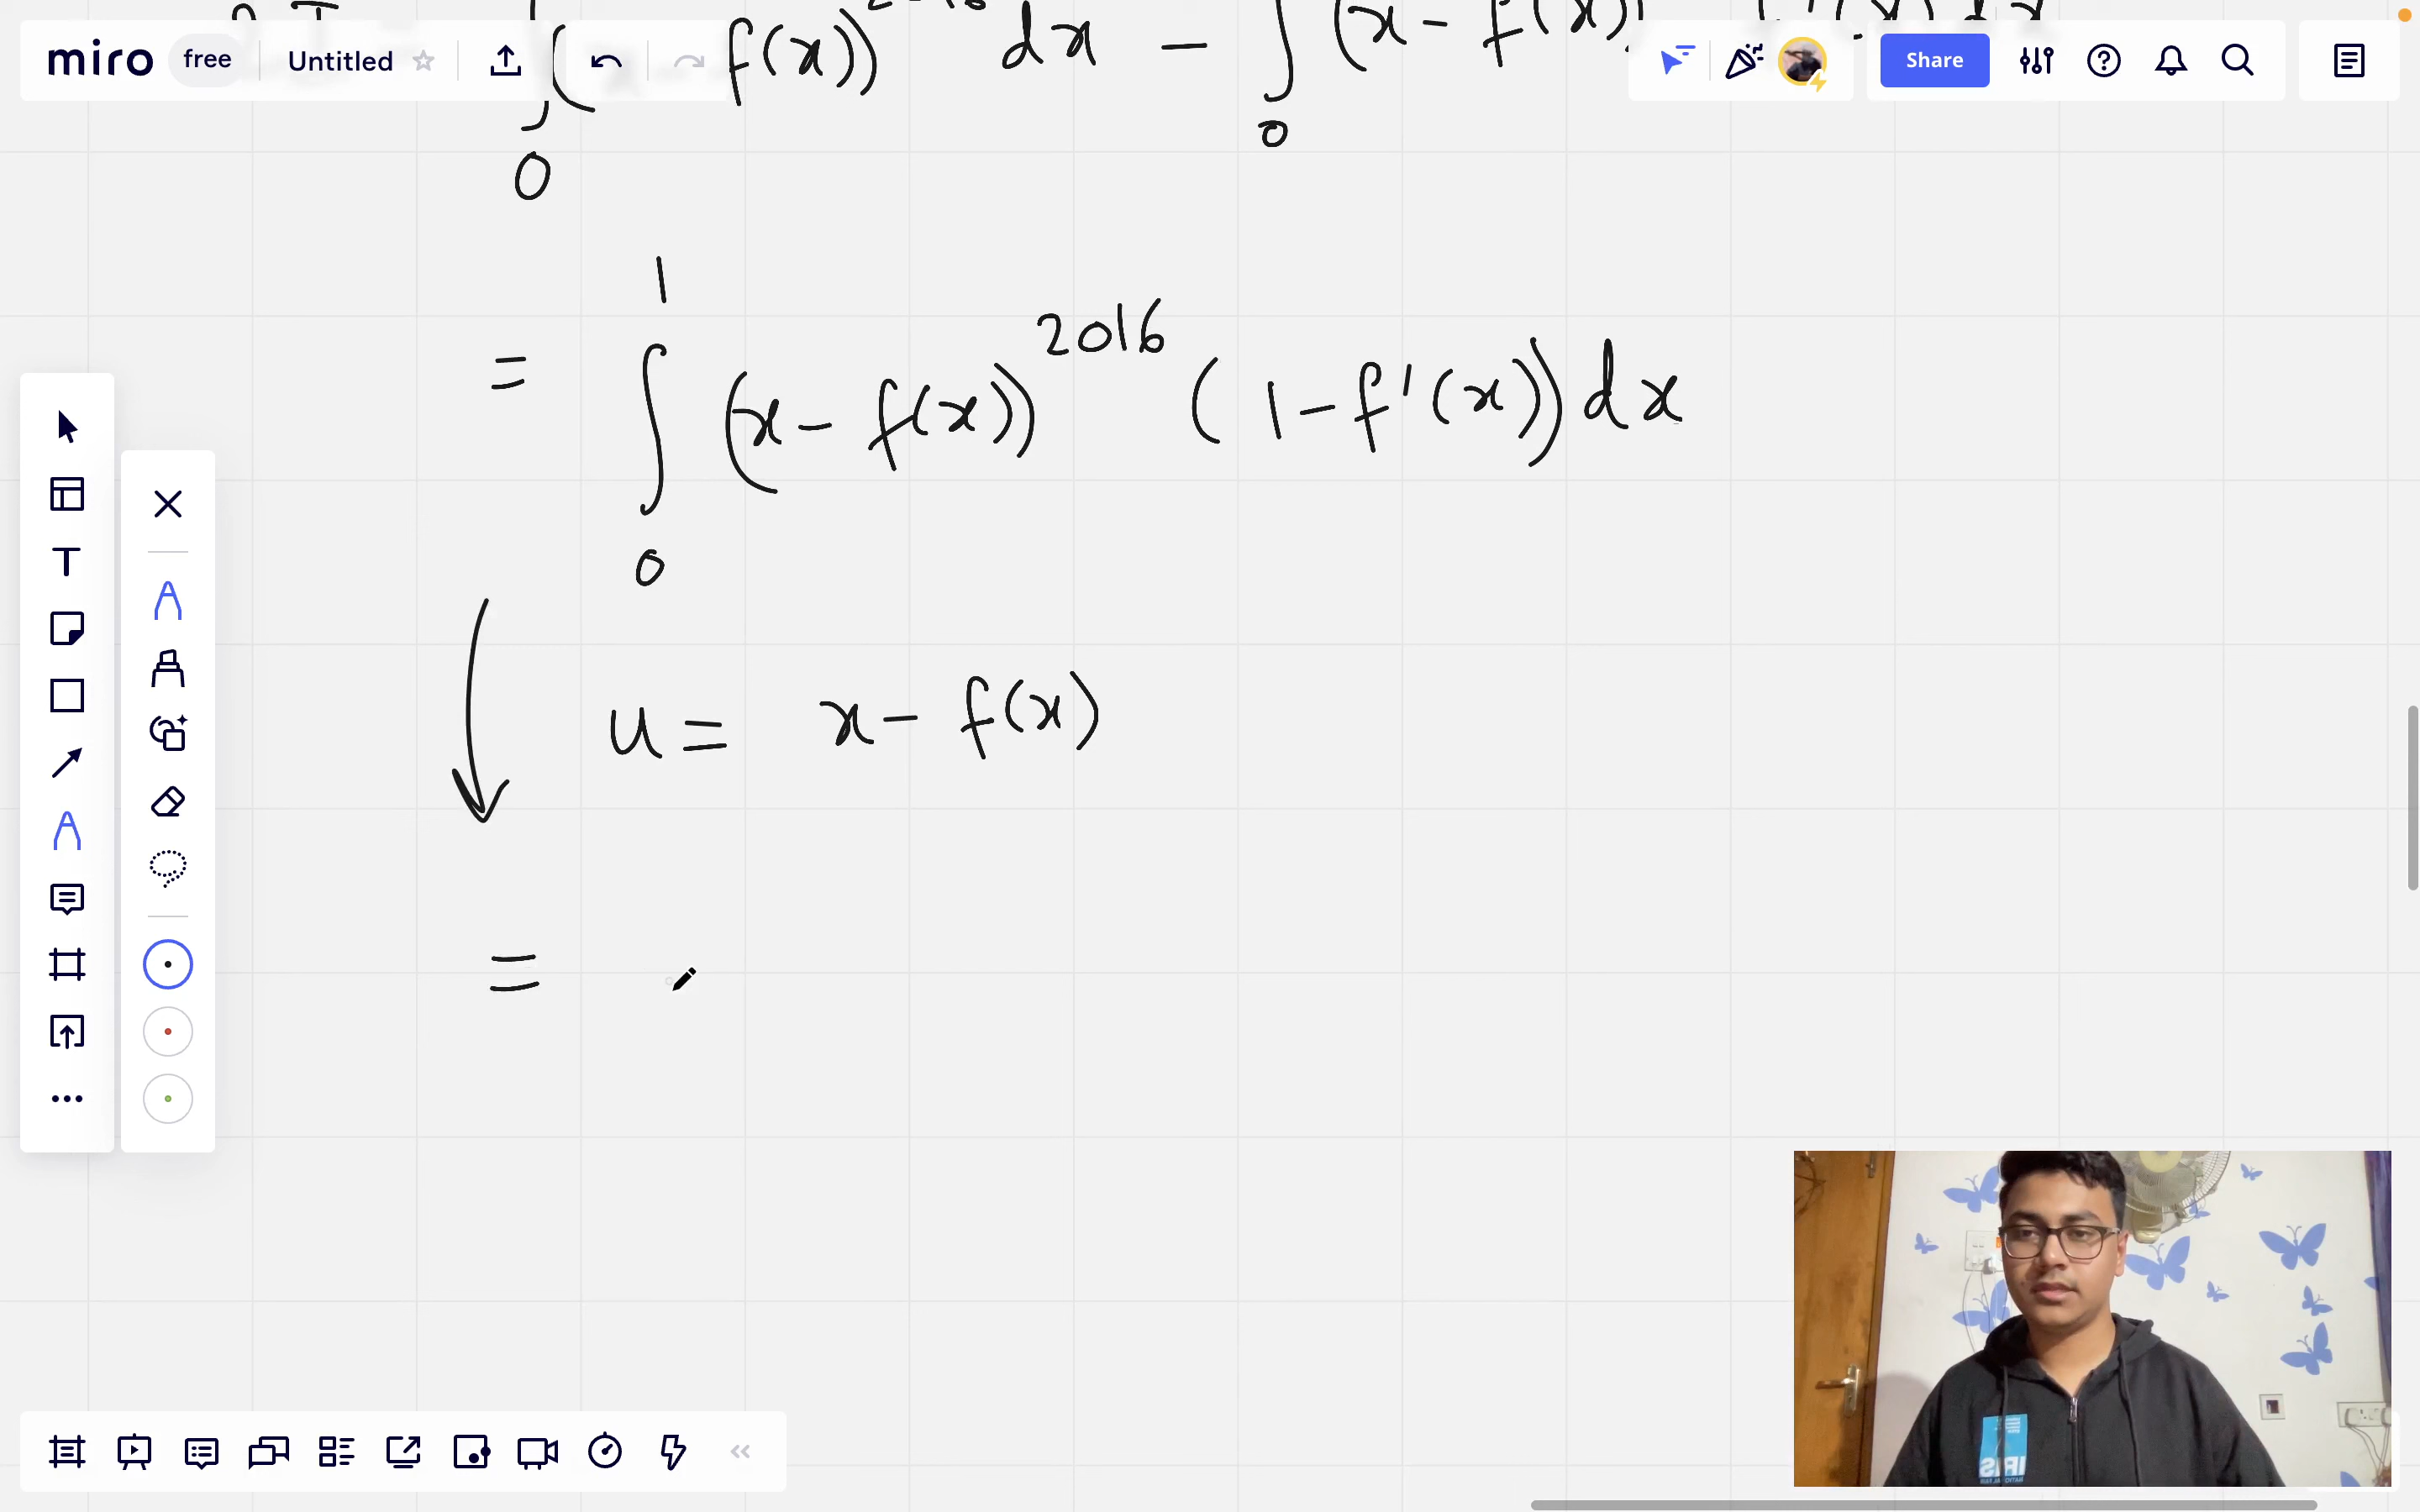 miro free Untitled Share
f(x)) dx − ∫ (x − f(x)
0 0
1
= ∫ (x − f(x))^2016 (1 − f'(x)) dx
0
u = x − f(x)
=
T